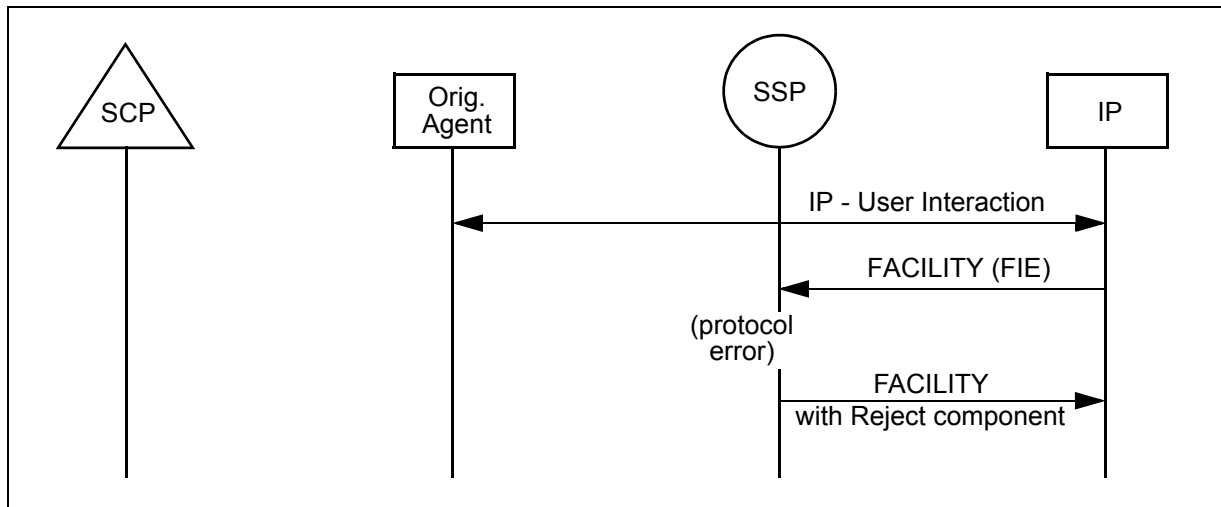 SCP
Orig.
Agent
SSP
IP
IP - User Interaction
FACILITY (FIE)
(protocol
error)
FACILITY
with Reject component